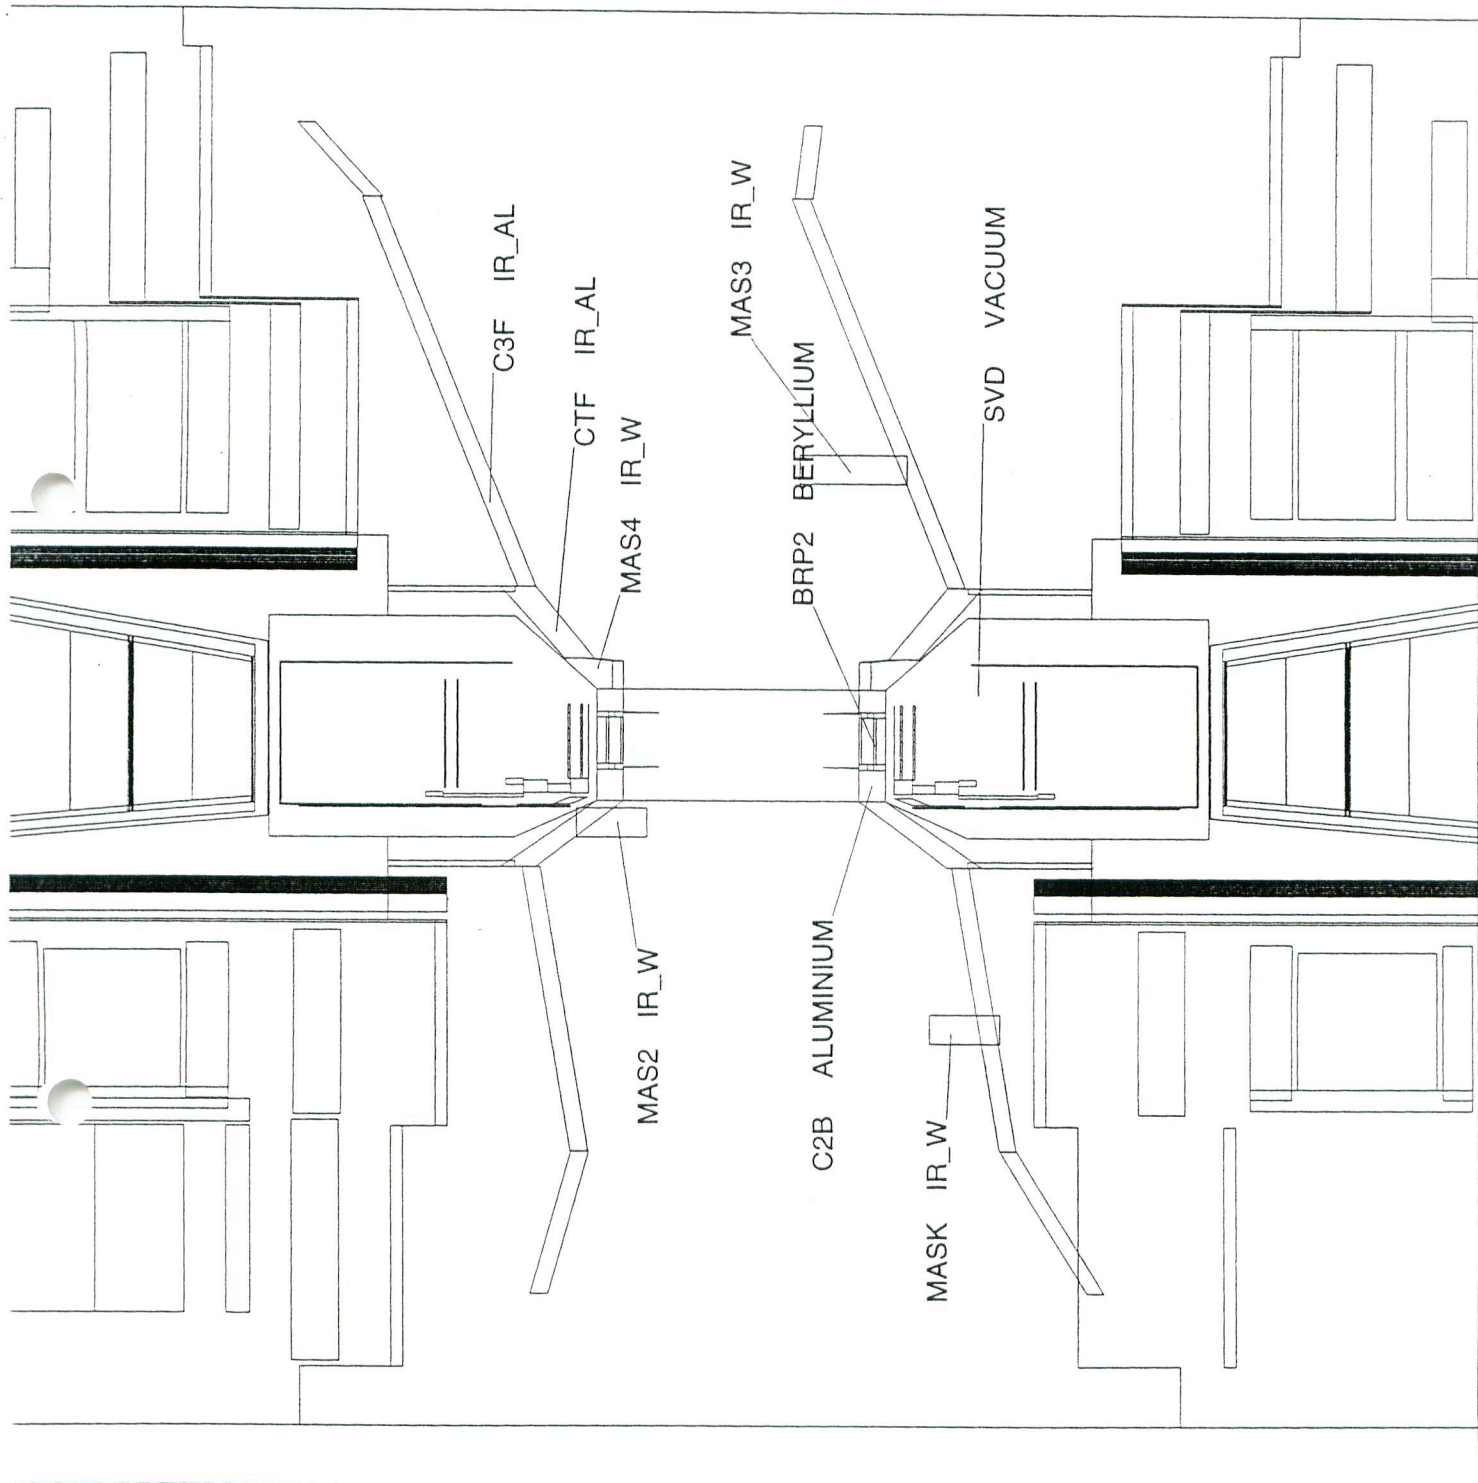 C3F IR_AL
CTF IR_AL
MAS4 IR_W
MAS3 IR_W
BRP2 BERYLLIUM
SVD VACUUM
MAS2 IR_W
C2B ALUMINIUM
MASK IR_W